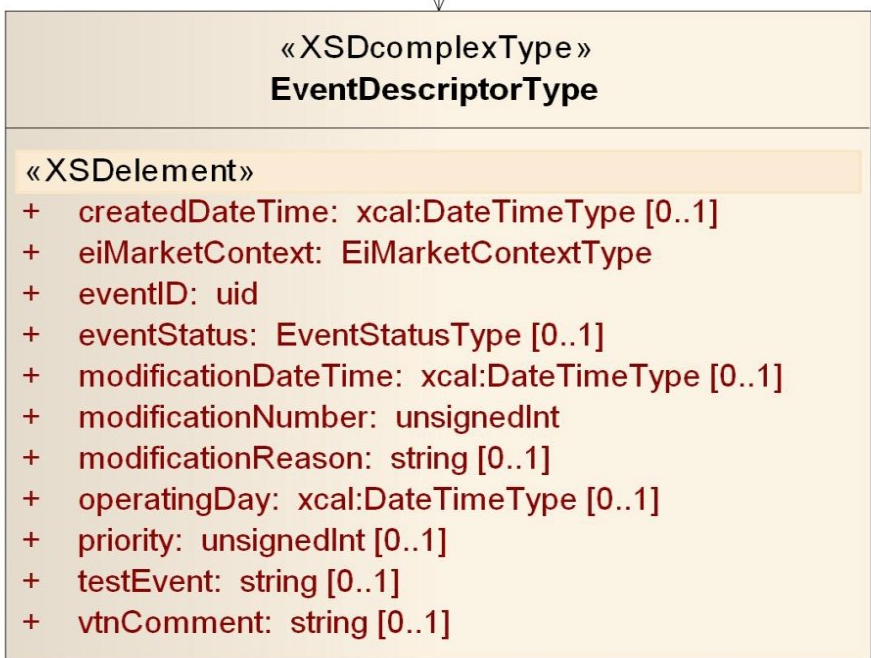 «XSDcomplexType»
EventDescriptorType
«XSDelement»
+ createdDateTime: xcal:DateTimeType [0..1]
+ eiMarketContext: EiMarketContextType
+ eventID: uid
+ eventStatus: EventStatusType [0..1]
+ modificationDateTime: xcal:DateTimeType [0..1]
+ modificationNumber: unsignedInt
+ modificationReason: string [0..1]
+ operatingDay: xcal:DateTimeType [0..1]
+ priority: unsignedInt [0..1]
+ testEvent: string [0..1]
+ vtnComment: string [0..1]